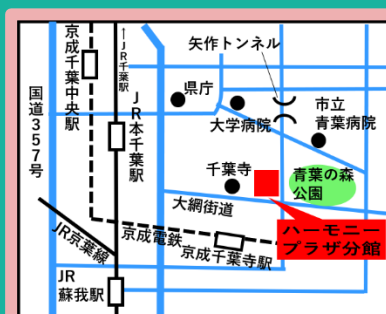 ↑JR千葉駅
京成千葉中央駅
国道357号
JR本千葉駅
矢作トンネル
県庁
大学病院
市立
青葉病院
千葉寺
青葉の森
公園
大網街道
ハーモニー
プラザ分館
京成電鉄
京成千葉寺駅
JR京葉線
JR
蘇我駅